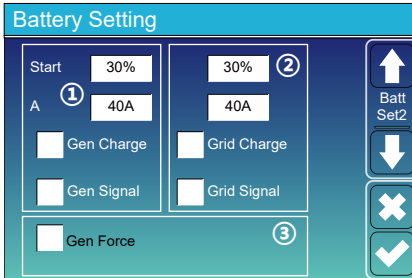 Battery Setting
Start 30% 30% ②
A ① 40A 40A
Gen Charge Grid Charge
Gen Signal Grid Signal
Gen Force ③
Batt
Set2